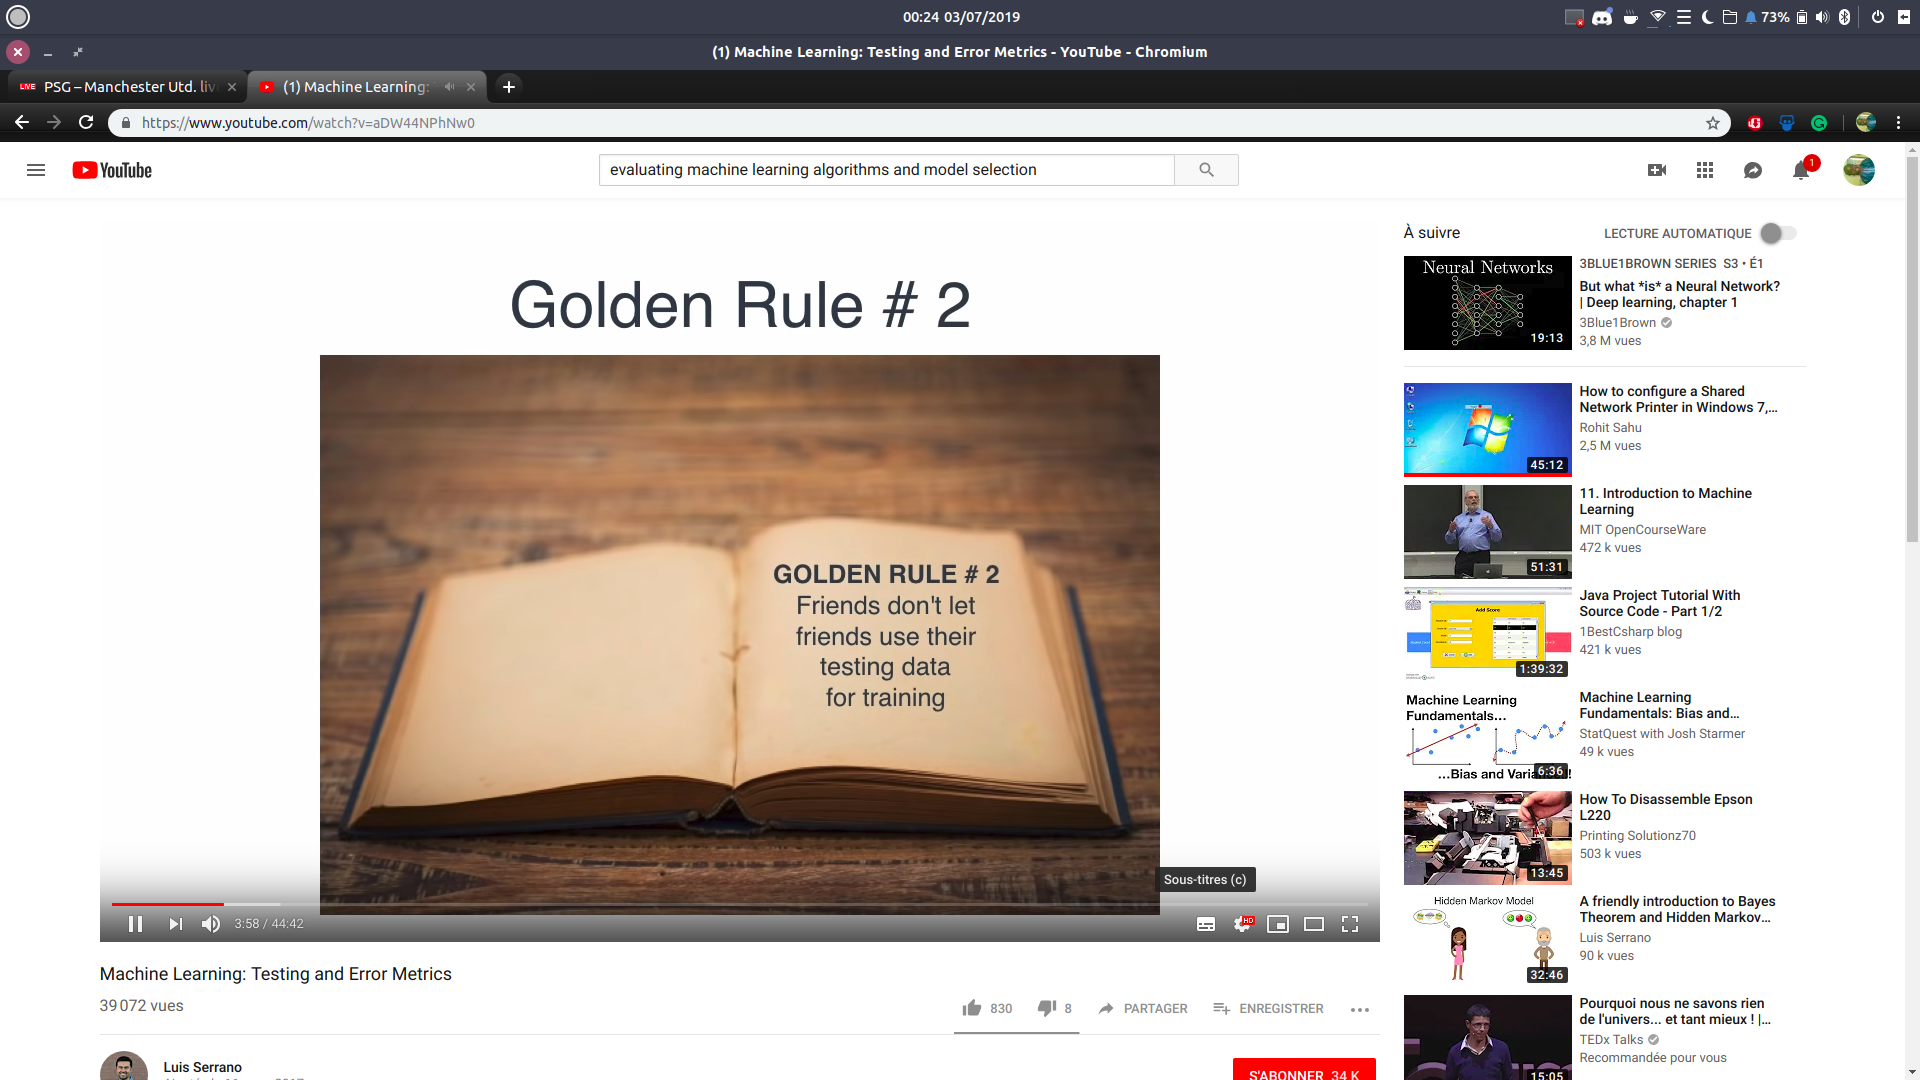 00:24 03/07/2019
73%
(1) Machine Learning: Testing and Error Metrics - YouTube - Chromium
LIVE PSG – Manchester Utd. liv
(1) Machine Learning:
https://www.youtube.com/watch?v=aDW44NPhNw0
YouTube
evaluating machine learning algorithms and model selection
1
Golden Rule # 2
GOLDEN RULE # 2
Friends don't let
friends use their
testing data
for training
Sous-titres (c)
3:58 / 44:42
HD
Machine Learning: Testing and Error Metrics
39 072 vues
830
8
PARTAGER
ENREGISTRER
Luis Serrano
S'ABONNER 34 K
À suivre
LECTURE AUTOMATIQUE
Neural Networks
19:13
3BLUE1BROWN SERIES S3 • É1
But what *is* a Neural Network?
| Deep learning, chapter 1
3Blue1Brown
3,8 M vues
45:12
How to configure a Shared
Network Printer in Windows 7,...
Rohit Sahu
2,5 M vues
51:31
11. Introduction to Machine
Learning
MIT OpenCourseWare
472 k vues
Add Score
1:39:32
Java Project Tutorial With
Source Code - Part 1/2
1BestCsharp blog
421 k vues
Machine Learning
Fundamentals...
6:36
Machine Learning
Fundamentals: Bias and...
StatQuest with Josh Starmer
49 k vues
13:45
How To Disassemble Epson
L220
Printing Solutionz70
503 k vues
Hidden Markov Model
32:46
A friendly introduction to Bayes
Theorem and Hidden Markov...
Luis Serrano
90 k vues
15:05
Pourquoi nous ne savons rien
de l'univers... et tant mieux ! |...
TEDx Talks
Recommandée pour vous